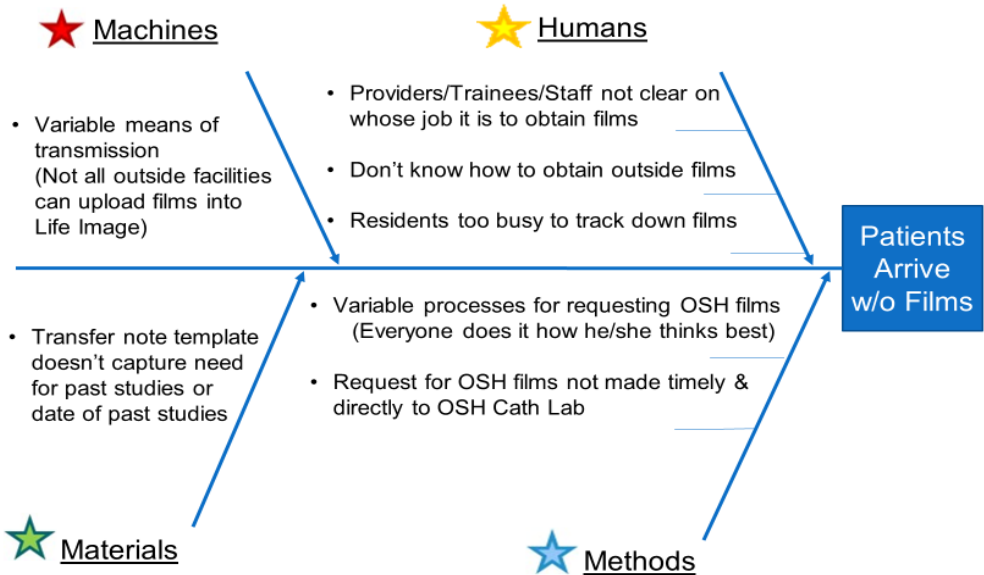 Machines
Humans
• Variable means of
transmission
(Not all outside facilities
can upload films into
Life Image)
• Providers/Trainees/Staff not clear on
whose job it is to obtain films
• Don’t know how to obtain outside films
• Residents too busy to track down films
Patients
Arrive
w/o Films
• Transfer note template
doesn’t capture need
for past studies or
date of past studies
• Variable processes for requesting OSH films
(Everyone does it how he/she thinks best)
• Request for OSH films not made timely &
directly to OSH Cath Lab
Materials
Methods